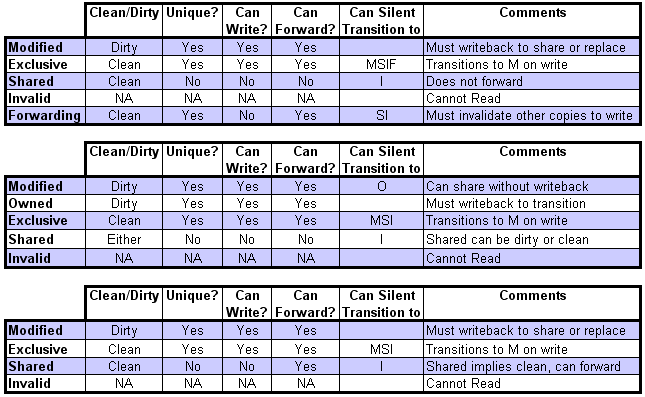 Clean/Dirty Unique? Can Write? Can Forward? Can Silent Transition to Comments
Modified Dirty Yes Yes Yes Must writeback to share or replace
Exclusive Clean Yes Yes Yes MSIF Transitions to M on write
Shared Clean No No No I Does not forward
Invalid NA NA NA NA Cannot Read
Forwarding Clean Yes No Yes SI Must invalidate other copies to write
Clean/Dirty Unique? Can Write? Can Forward? Can Silent Transition to Comments
Modified Dirty Yes Yes Yes O Can share without writeback
Owned Dirty Yes Yes Yes Must writeback to transition
Exclusive Clean Yes Yes Yes MSI Transitions to M on write
Shared Either No No No I Shared can be dirty or clean
Invalid NA NA NA NA Cannot Read
Clean/Dirty Unique? Can Write? Can Forward? Can Silent Transition to Comments
Modified Dirty Yes Yes Yes Must writeback to share or replace
Exclusive Clean Yes Yes Yes MSI Transitions to M on write
Shared Clean No No Yes I Shared implies clean, can forward
Invalid NA NA NA NA Cannot Read